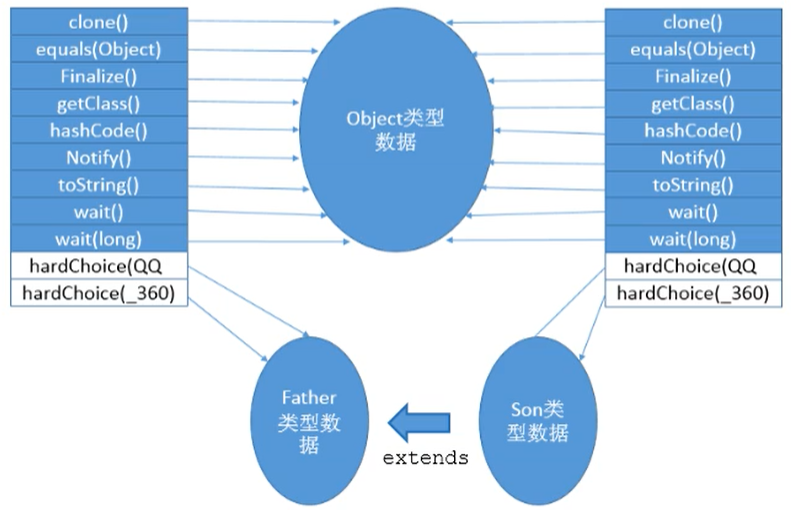 clone()
equals(Object)
Finalize()
getClass()
hashCode()
Notify()
toString()
wait()
wait(long)
hardChoice(QQ
hardChoice(_360)
Object类型
数据
clone()
equals(Object)
Finalize()
getClass()
hashCode()
Notify()
toString()
wait()
wait(long)
hardChoice(QQ
hardChoice(_360)
Father
类型数
据
extends
Son类
型数据